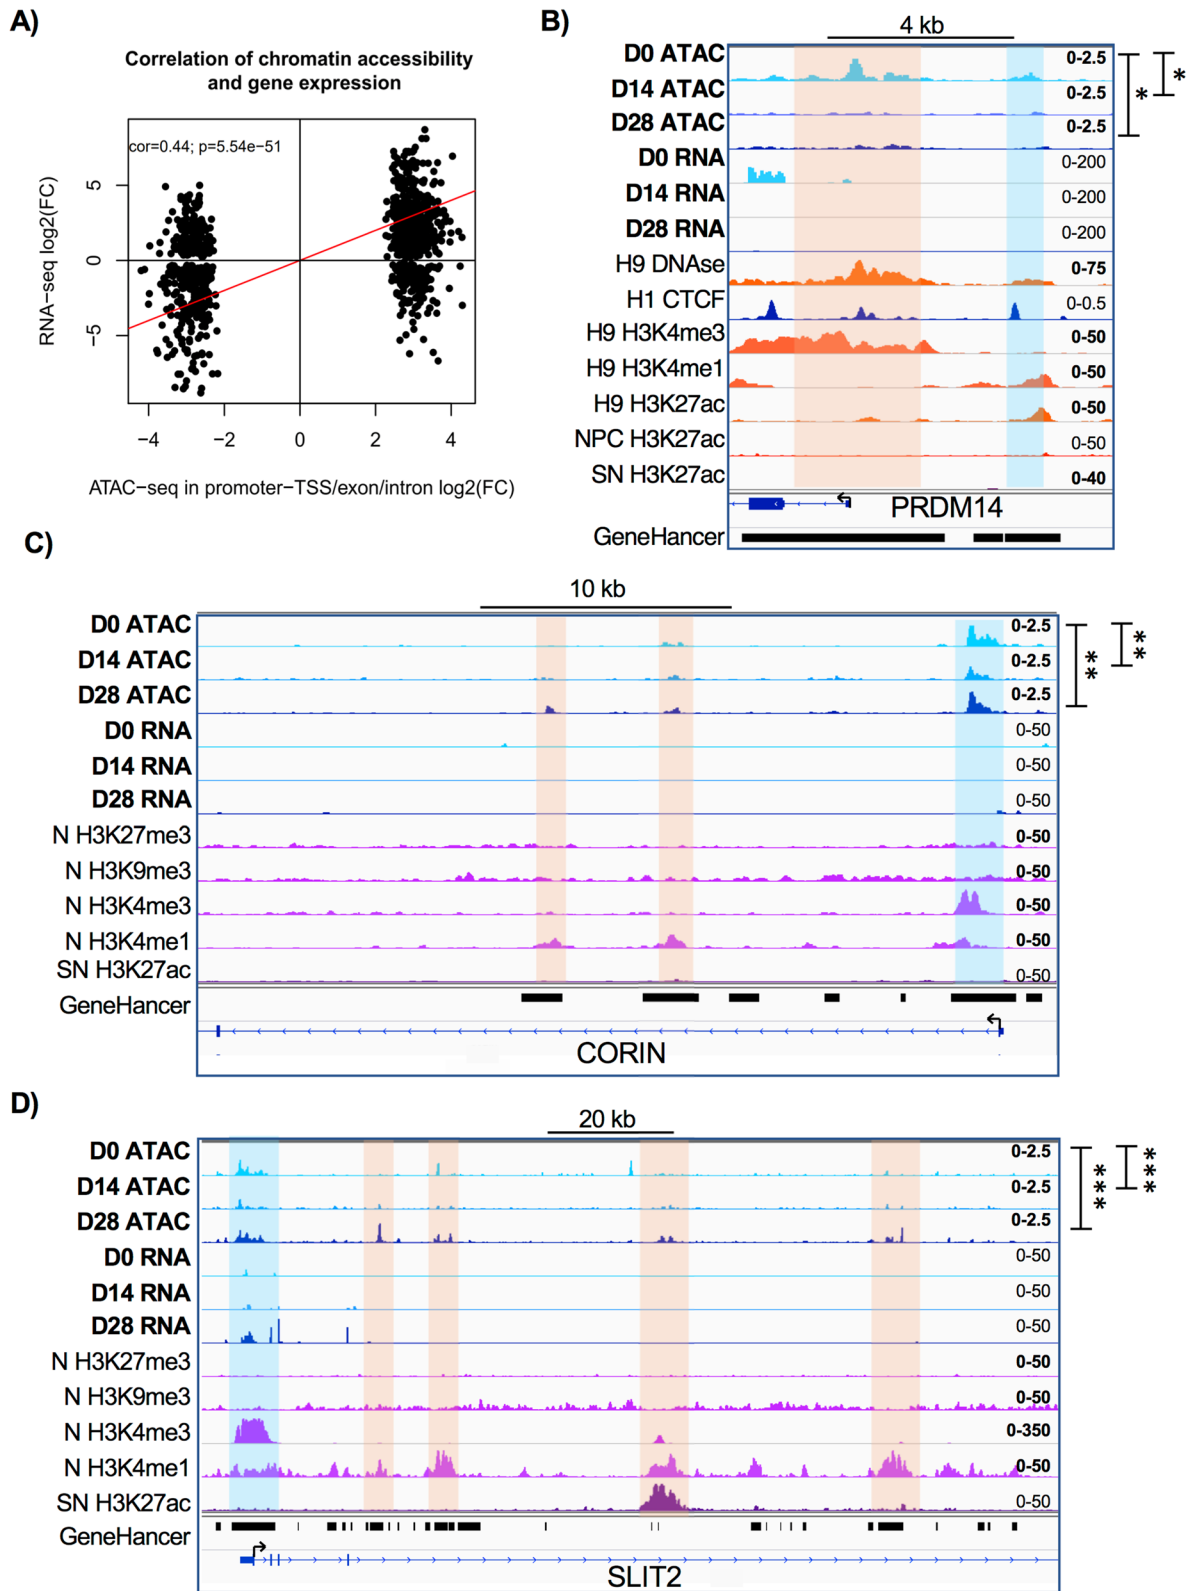 A)
Correlation of chromatin accessibility
and gene expression
cor=0.44; p=5.54e−51
RNA−seq log2(FC)
5
0
−5
−4
−2
0
2
4
ATAC−seq in promoter−TSS/exon/intron log2(FC)
B)
4 kb
D0 ATAC
0-2.5
D14 ATAC
0-2.5
D28 ATAC
0-2.5
*
*
D0 RNA
0-200
D14 RNA
0-200
D28 RNA
0-200
H9 DNAse
0-75
H1 CTCF
0-0.5
H9 H3K4me3
0-50
H9 H3K4me1
0-50
H9 H3K27ac
0-50
NPC H3K27ac
0-50
SN H3K27ac
0-40
PRDM14
GeneHancer
C)
10 kb
D0 ATAC
0-2.5
D14 ATAC
0-2.5
D28 ATAC
0-2.5
**
**
D0 RNA
0-50
D14 RNA
0-50
D28 RNA
0-50
N H3K27me3
0-50
N H3K9me3
0-50
N H3K4me3
0-50
N H3K4me1
0-50
SN H3K27ac
0-50
GeneHancer
CORIN
D)
20 kb
D0 ATAC
0-2.5
D14 ATAC
0-2.5
D28 ATAC
0-2.5
***
***
D0 RNA
0-50
D14 RNA
0-50
D28 RNA
0-50
N H3K27me3
0-50
N H3K9me3
0-50
N H3K4me3
0-350
N H3K4me1
0-50
SN H3K27ac
0-50
GeneHancer
SLIT2